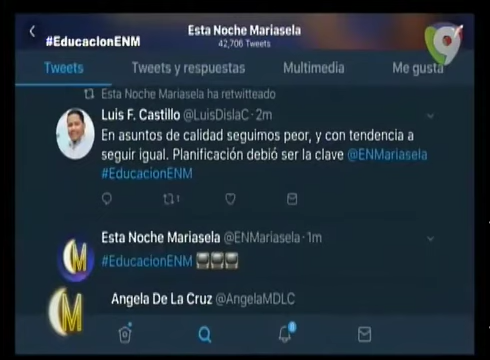 #EducacionENM
Esta Noche Mariasela
42,706 Tweets
Tweets Tweets y respuestas Multimedia Me gusta
Esta Noche Mariasela ha retwitteado
Luis F. Castillo @LuisDislaC · 2m
En asuntos de calidad seguimos peor, y con tendencia a
seguir igual. Planificación debió ser la clave @ENMariasela
#EducacionENM
1
Esta Noche Mariasela @ENMariasela · 1m
#EducacionENM
Angela De La Cruz @AngelaMDLC